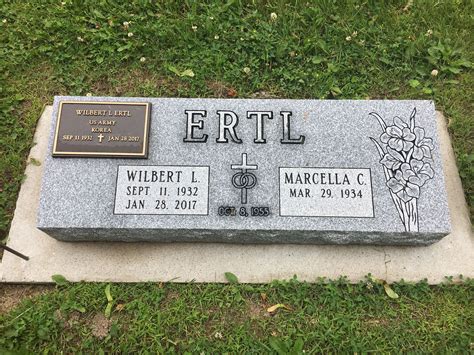 WILBERT L ERTL
US ARMY
KOREA
SEP 11 1932 JAN 28 2017
ERTL
WILBERT L.
SEPT. 11, 1932
JAN. 28, 2017
OCT. 8, 1955
MARCELLA C.
MAR. 29, 1934